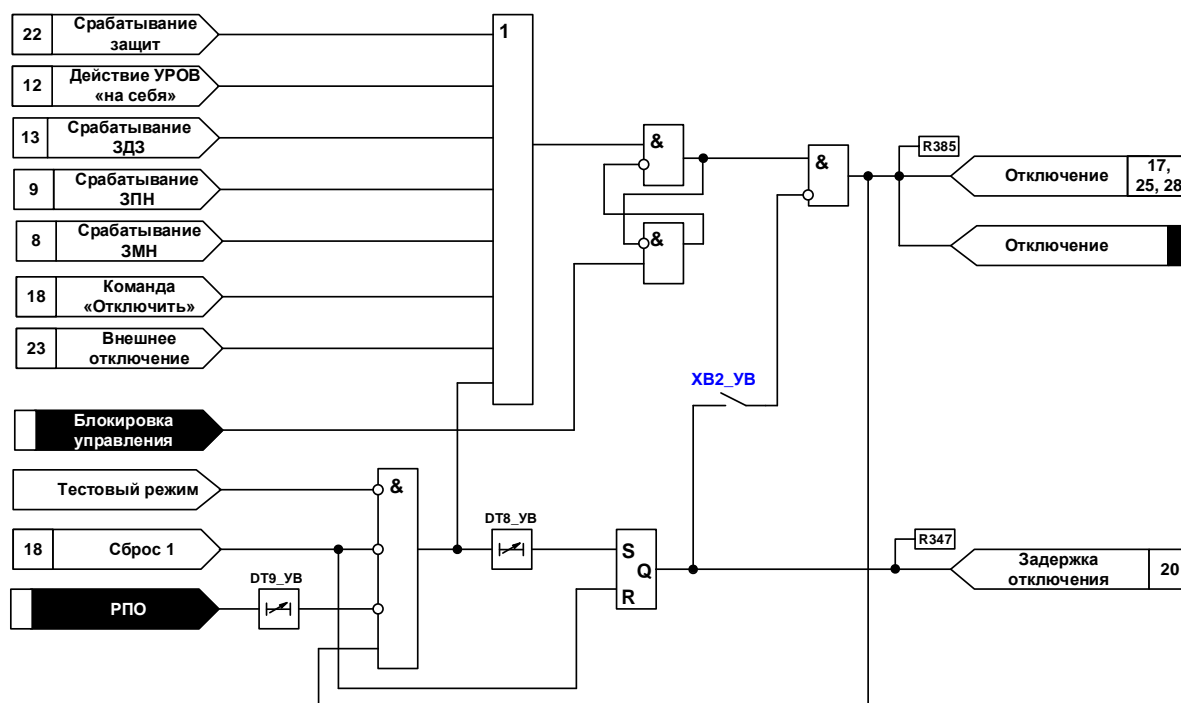 22
Срабатывание
защит
12
Действие УРОВ
«на себя»
13
Срабатывание
ЗДЗ
9
Срабатывание
ЗПН
8
Срабатывание
ЗМН
18
Команда
«Отключить»
23
Внешнее
отключение
Блокировка
управления
Тестовый режим
18
Сброс 1
РПО
DT9_УВ
1
&
&
&
&
DT8_УВ
S
Q
R
XB2_УВ
R385
Отключение
17,
25, 28
Отключение
R347
Задержка
отключения
20